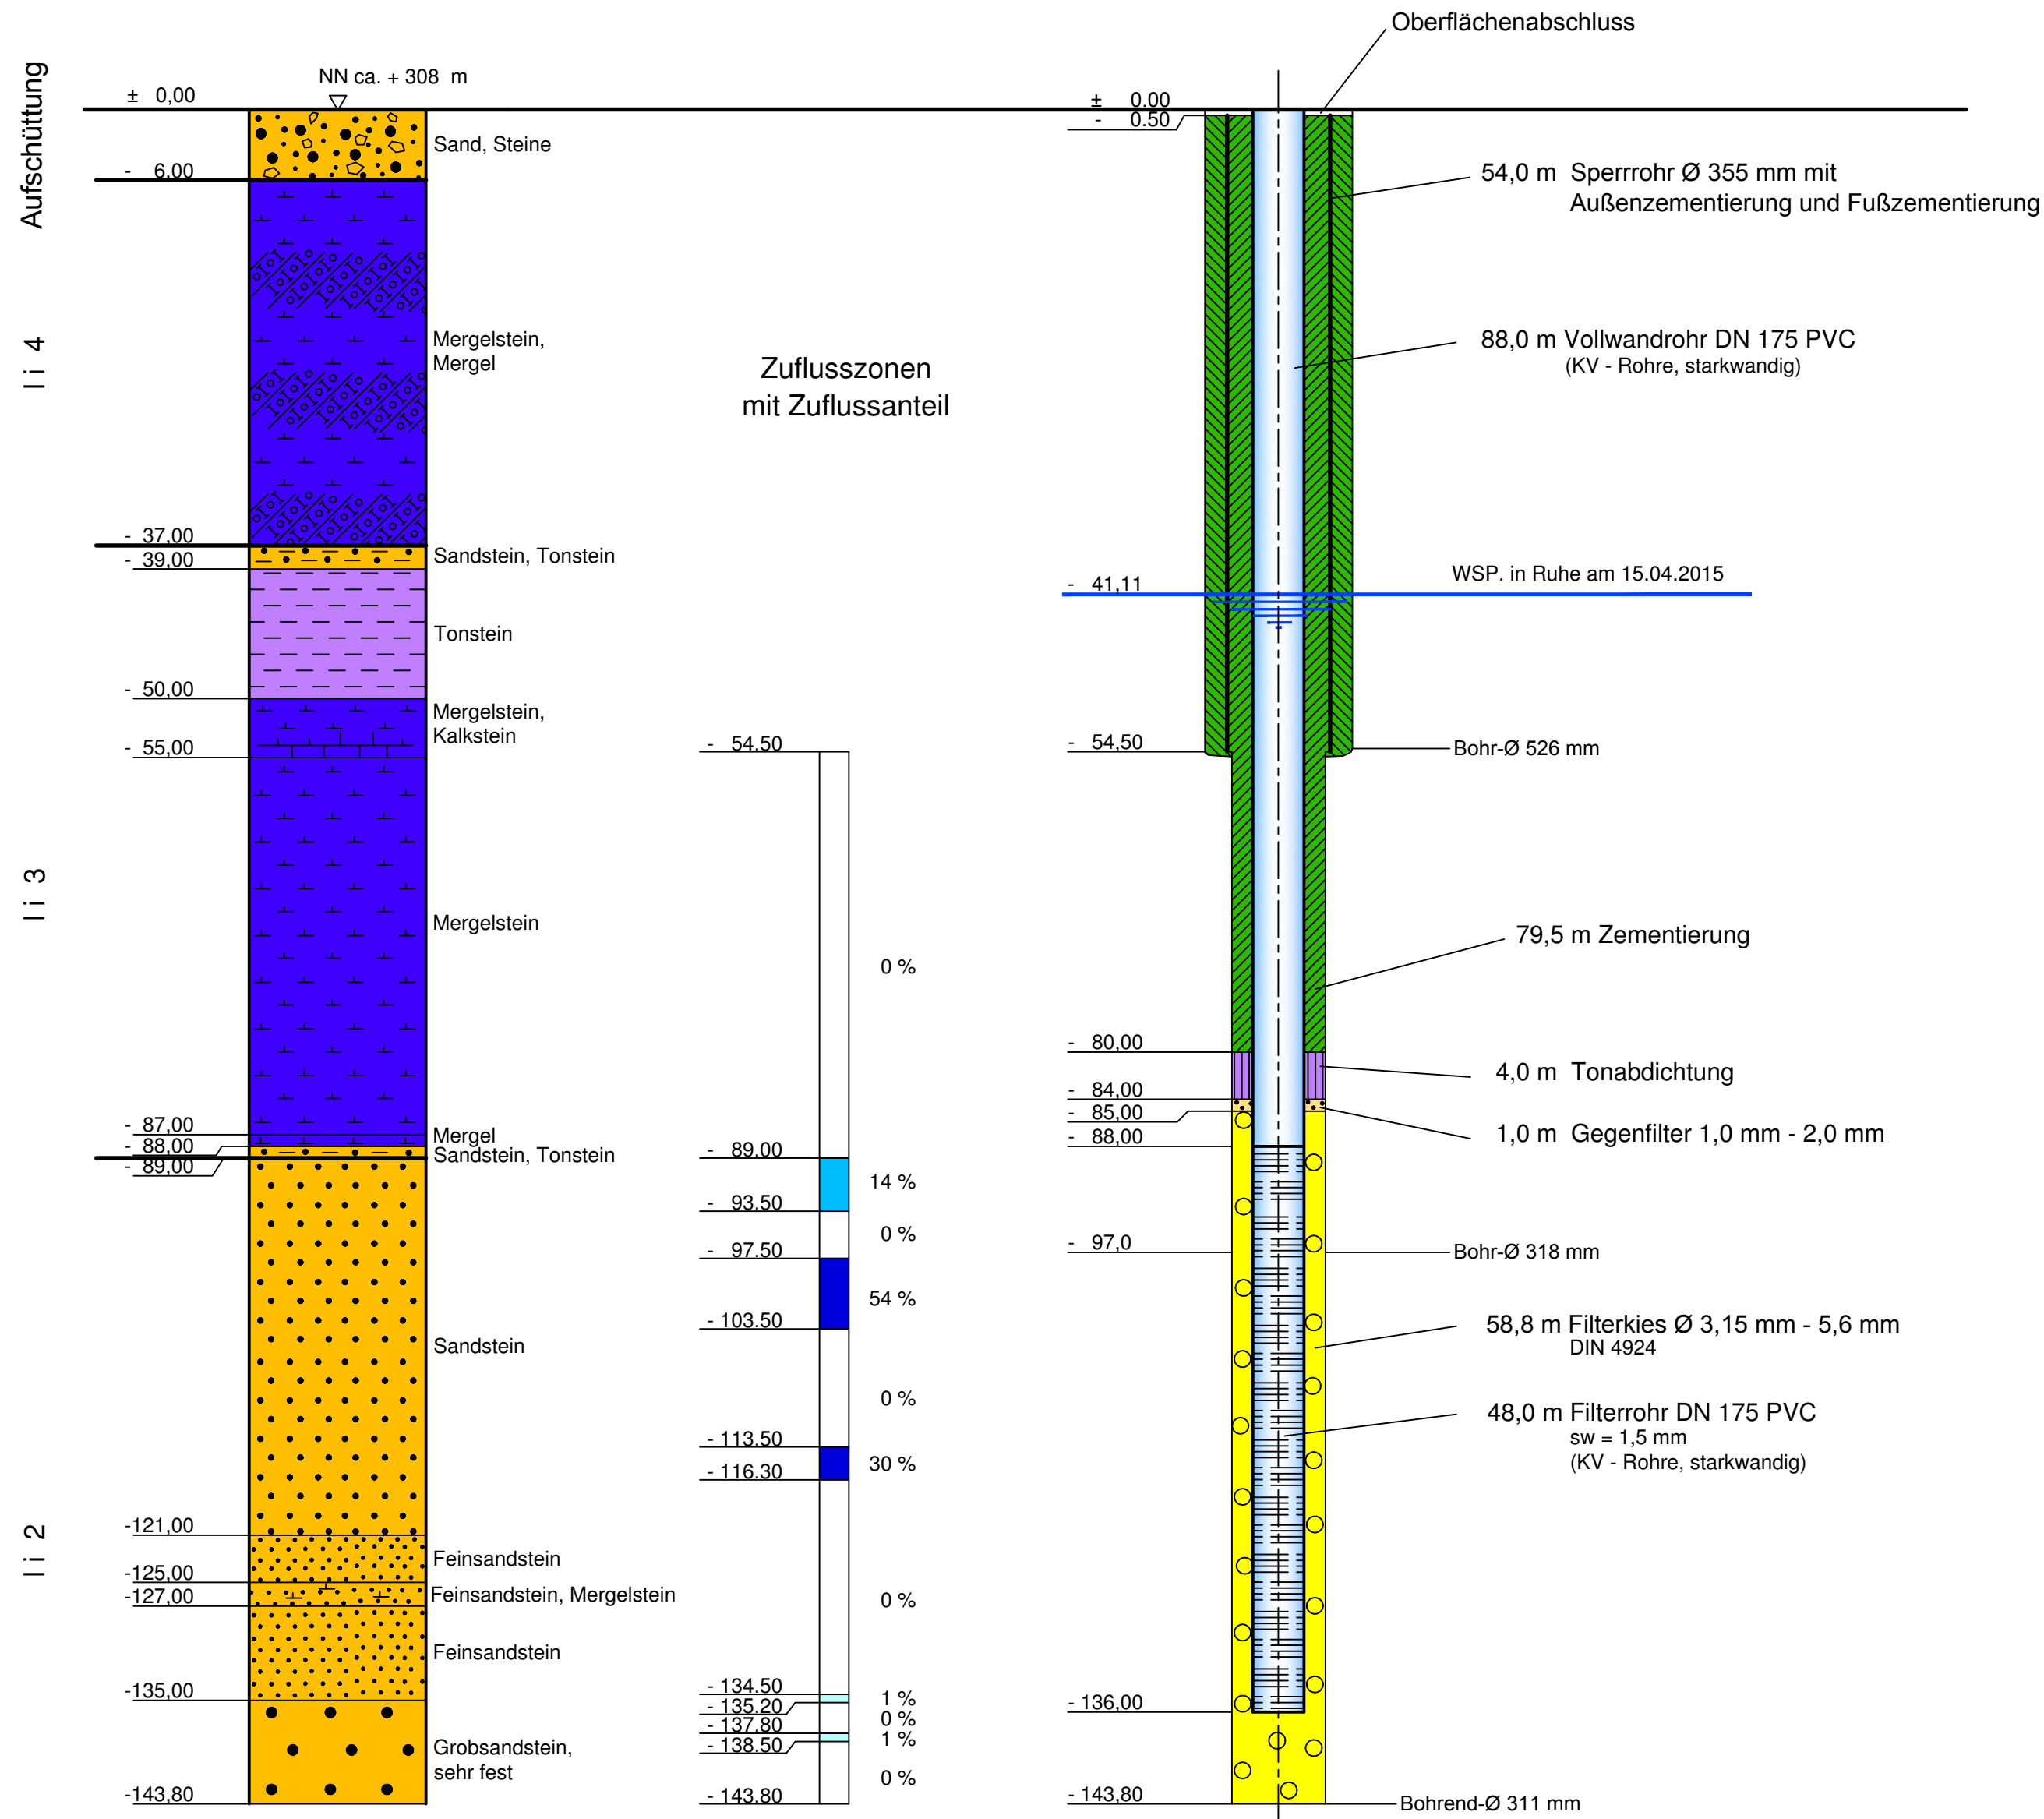 Oberflächenabschluss
NN ca. + 308 m
± 0,00
± 0.00
- 0.50
Aufschüttung
Sand, Steine
- 6,00
54,0 m Sperrrohr Ø 355 mm mit
Außenzementierung und Fußzementierung
li 4
Mergelstein,
Mergel
88,0 m Vollwandrohr DN 175 PVC
(KV - Rohre, starkwandig)
Zuflusszonen
mit Zuflussanteil
- 37,00
- 39,00
Sandstein, Tonstein
- 41,11
WSP. in Ruhe am 15.04.2015
Tonstein
- 50,00
Mergelstein,
Kalkstein
- 55,00
- 54.50
- 54,50
Bohr-Ø 526 mm
li 3
Mergelstein
0 %
79,5 m Zementierung
- 80,00
4,0 m Tonabdichtung
- 84,00
- 85,00
- 88,00
1,0 m Gegenfilter 1,0 mm - 2,0 mm
- 87,00
- 88,00
- 89,00
Mergel
Sandstein, Tonstein
- 89.00
14 %
- 93.50
0 %
- 97.50
- 97,0
Bohr-Ø 318 mm
54 %
- 103.50
58,8 m Filterkies Ø 3,15 mm - 5,6 mm
DIN 4924
Sandstein
0 %
48,0 m Filterrohr DN 175 PVC
sw = 1,5 mm
(KV - Rohre, starkwandig)
- 113.50
30 %
- 116.30
li 2
-121,00
Feinsandstein
-125,00
Feinsandstein, Mergelstein
-127,00
0 %
Feinsandstein
-135,00
- 134.50
1 %
- 135.20
0 %
- 137.80
1 %
- 138.50
- 136,00
Grobsandstein,
sehr fest
0 %
-143,80
- 143.80
- 143,80
Bohrend-Ø 311 mm